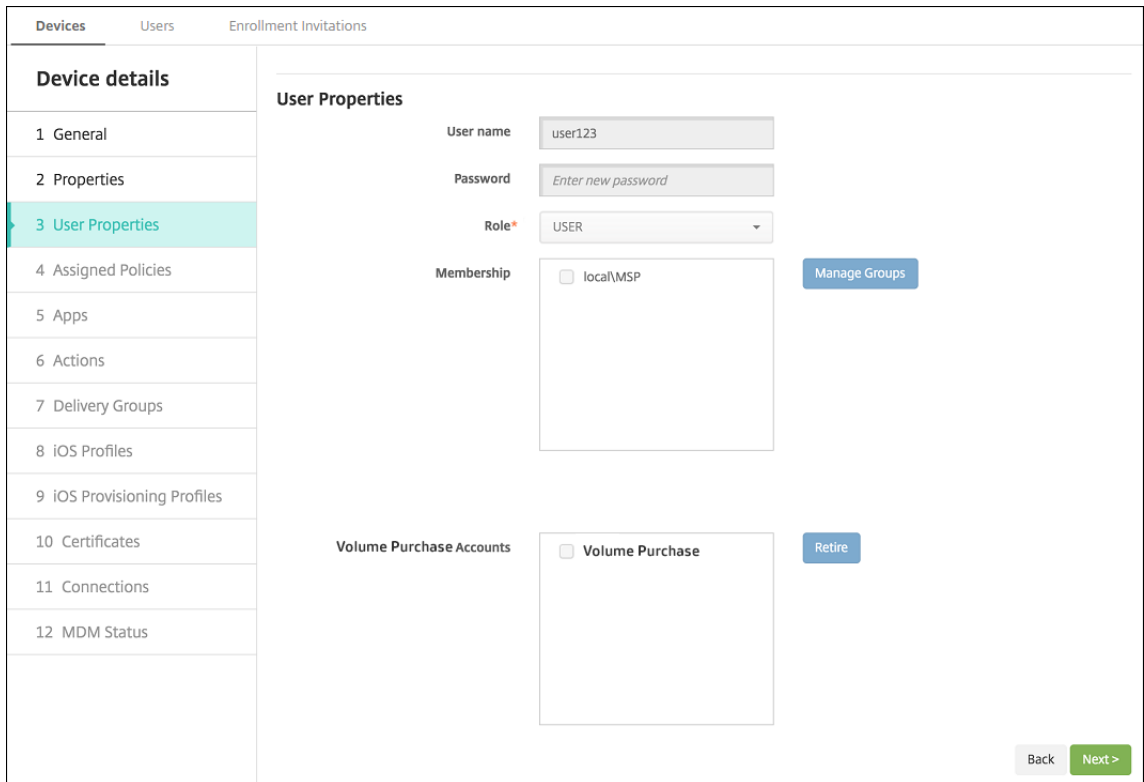 Devices Users Enrollment Invitations
Device details
1 General
2 Properties
3 User Properties
4 Assigned Policies
5 Apps
6 Actions
7 Delivery Groups
8 iOS Profiles
9 iOS Provisioning Profiles
10 Certificates
11 Connections
12 MDM Status
User Properties
User name user123
Password Enter new password
Role* USER
Membership local\MSP Manage Groups
Volume Purchase Accounts Volume Purchase Retire
Back Next >